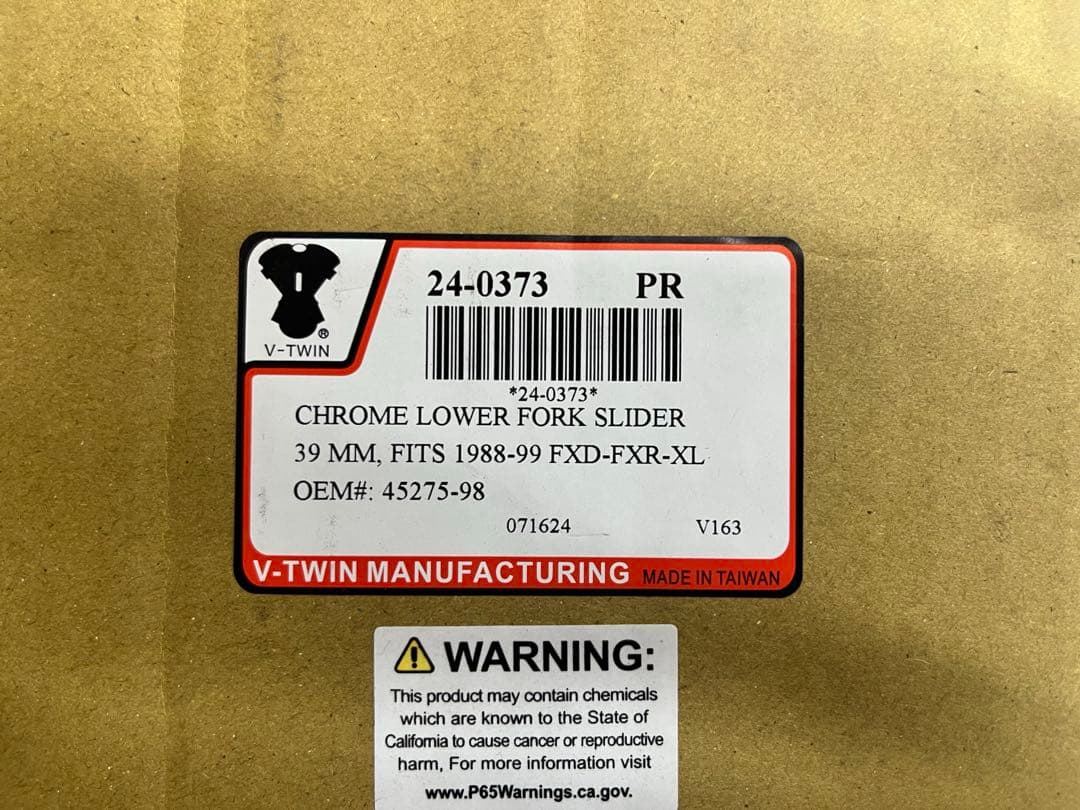 24-0373 PR
*24-0373*
V-TWIN®
CHROME LOWER FORK SLIDER
39 MM, FITS 1988-99 FXD-FXR-XL
OEM#: 45275-98
071624 V163
V-TWIN MANUFACTURING MADE IN TAIWAN
WARNING:
This product may contain chemicals
which are known to the State of
California to cause cancer or reproductive
harm, For more information visit
www.P65Warnings.ca.gov.